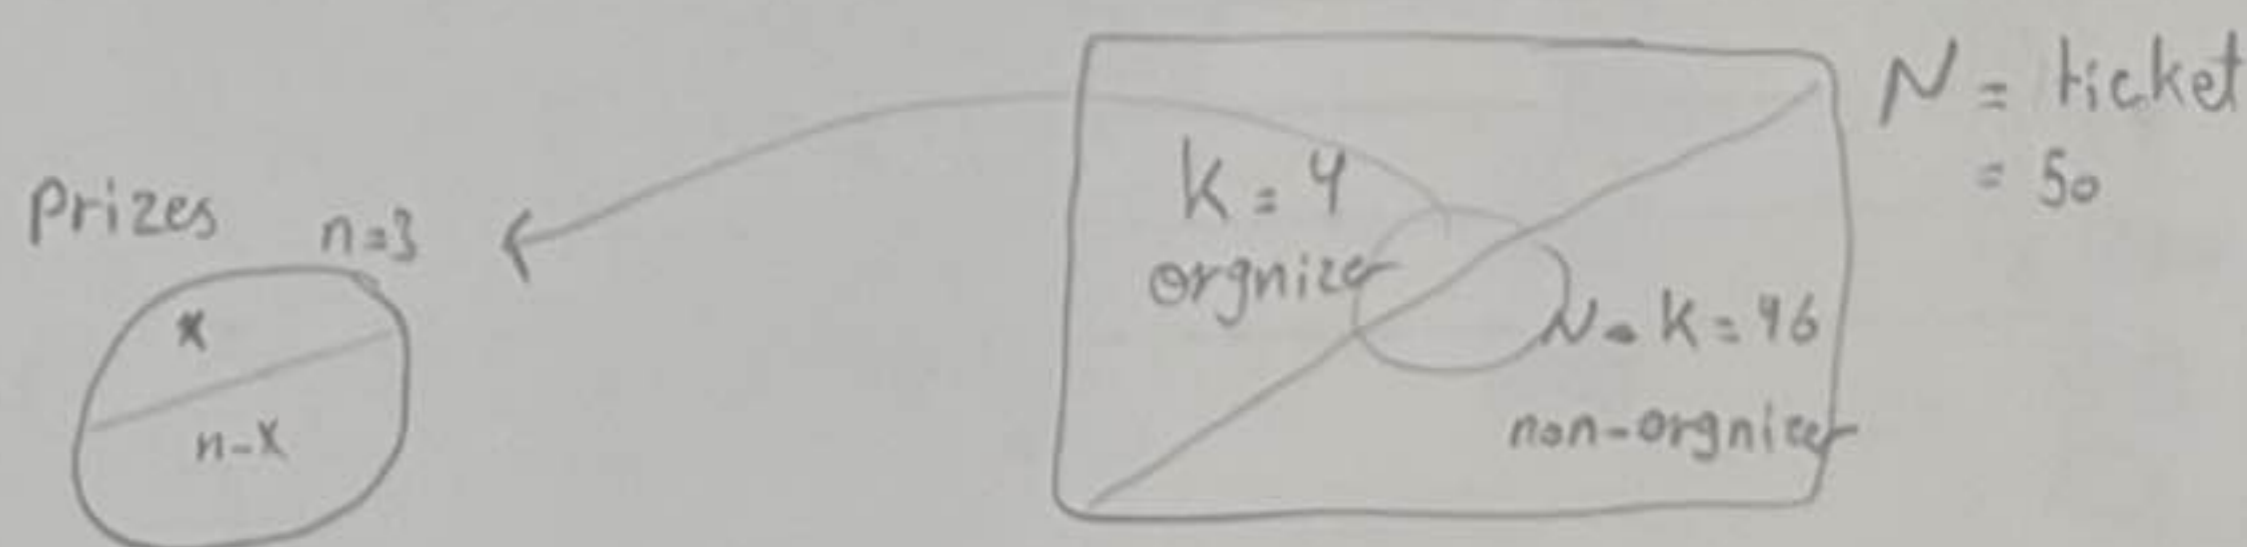 Prizes n=3
x
n-x
K = 4
orgnizer
N-K = 46
non-orgnizer
N = ticket
= 50